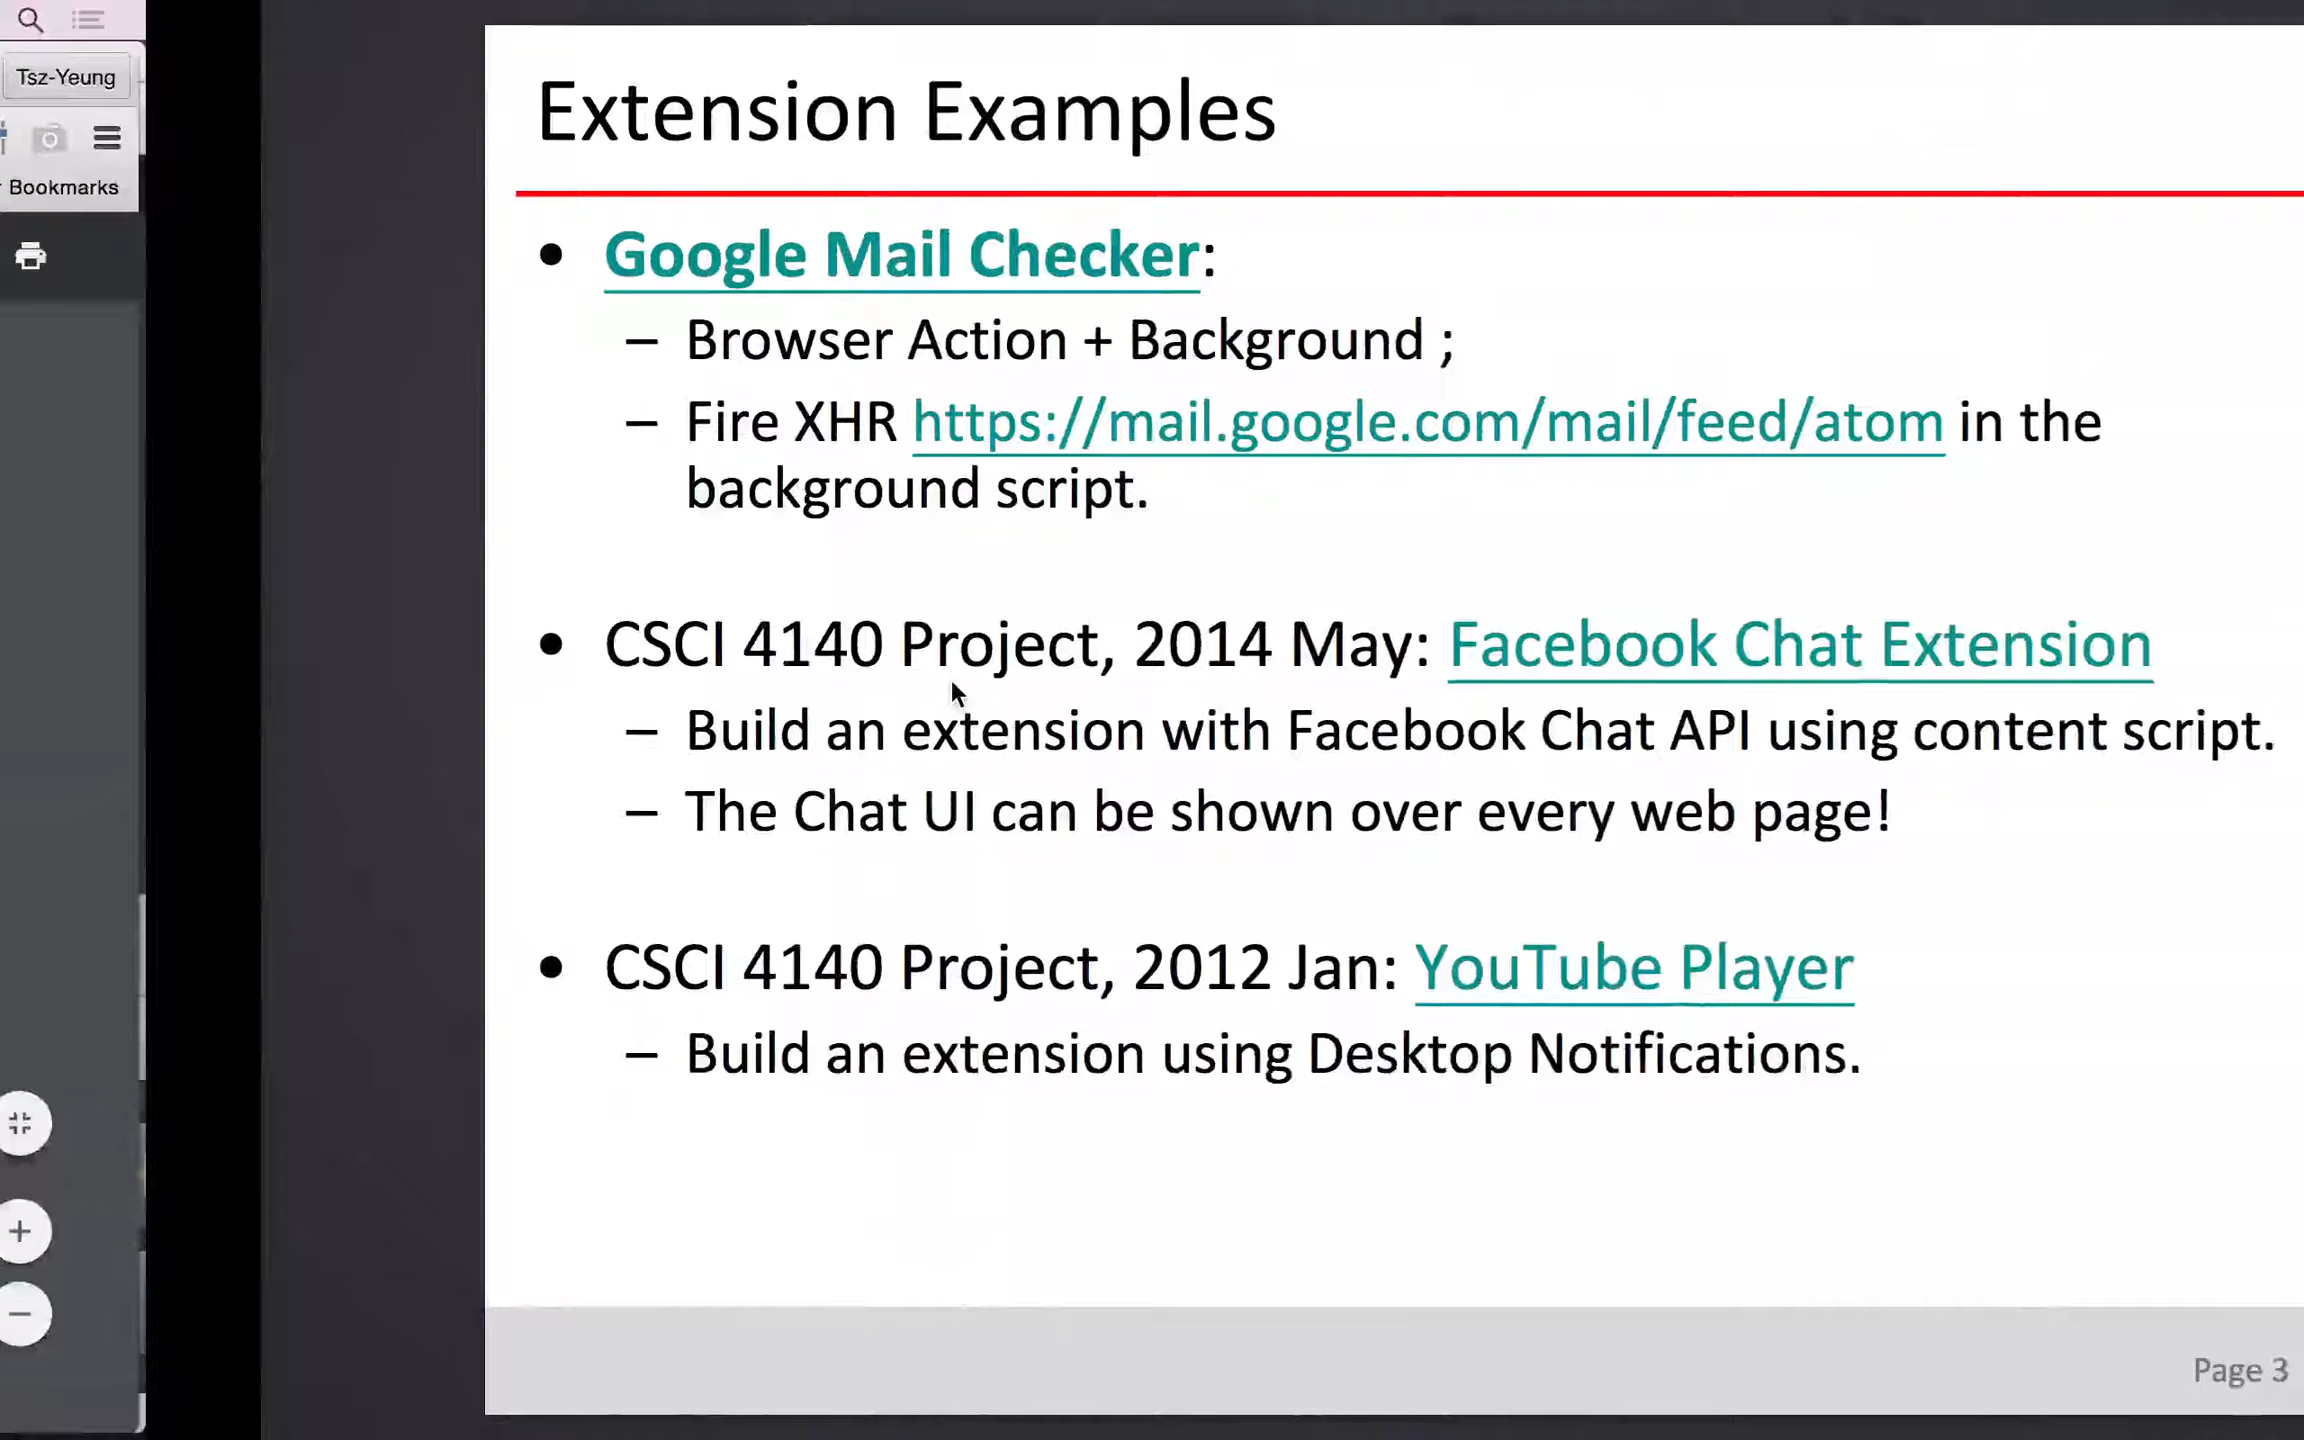 Tsz-Yeung
Bookmarks
Extension Examples
• Google Mail Checker:
– Browser Action + Background ;
– Fire XHR https://mail.google.com/mail/feed/atom in the
background script.
• CSCI 4140 Project, 2014 May: Facebook Chat Extension
– Build an extension with Facebook Chat API using content script.
– The Chat UI can be shown over every web page!
• CSCI 4140 Project, 2012 Jan: YouTube Player
– Build an extension using Desktop Notifications.
Page 3